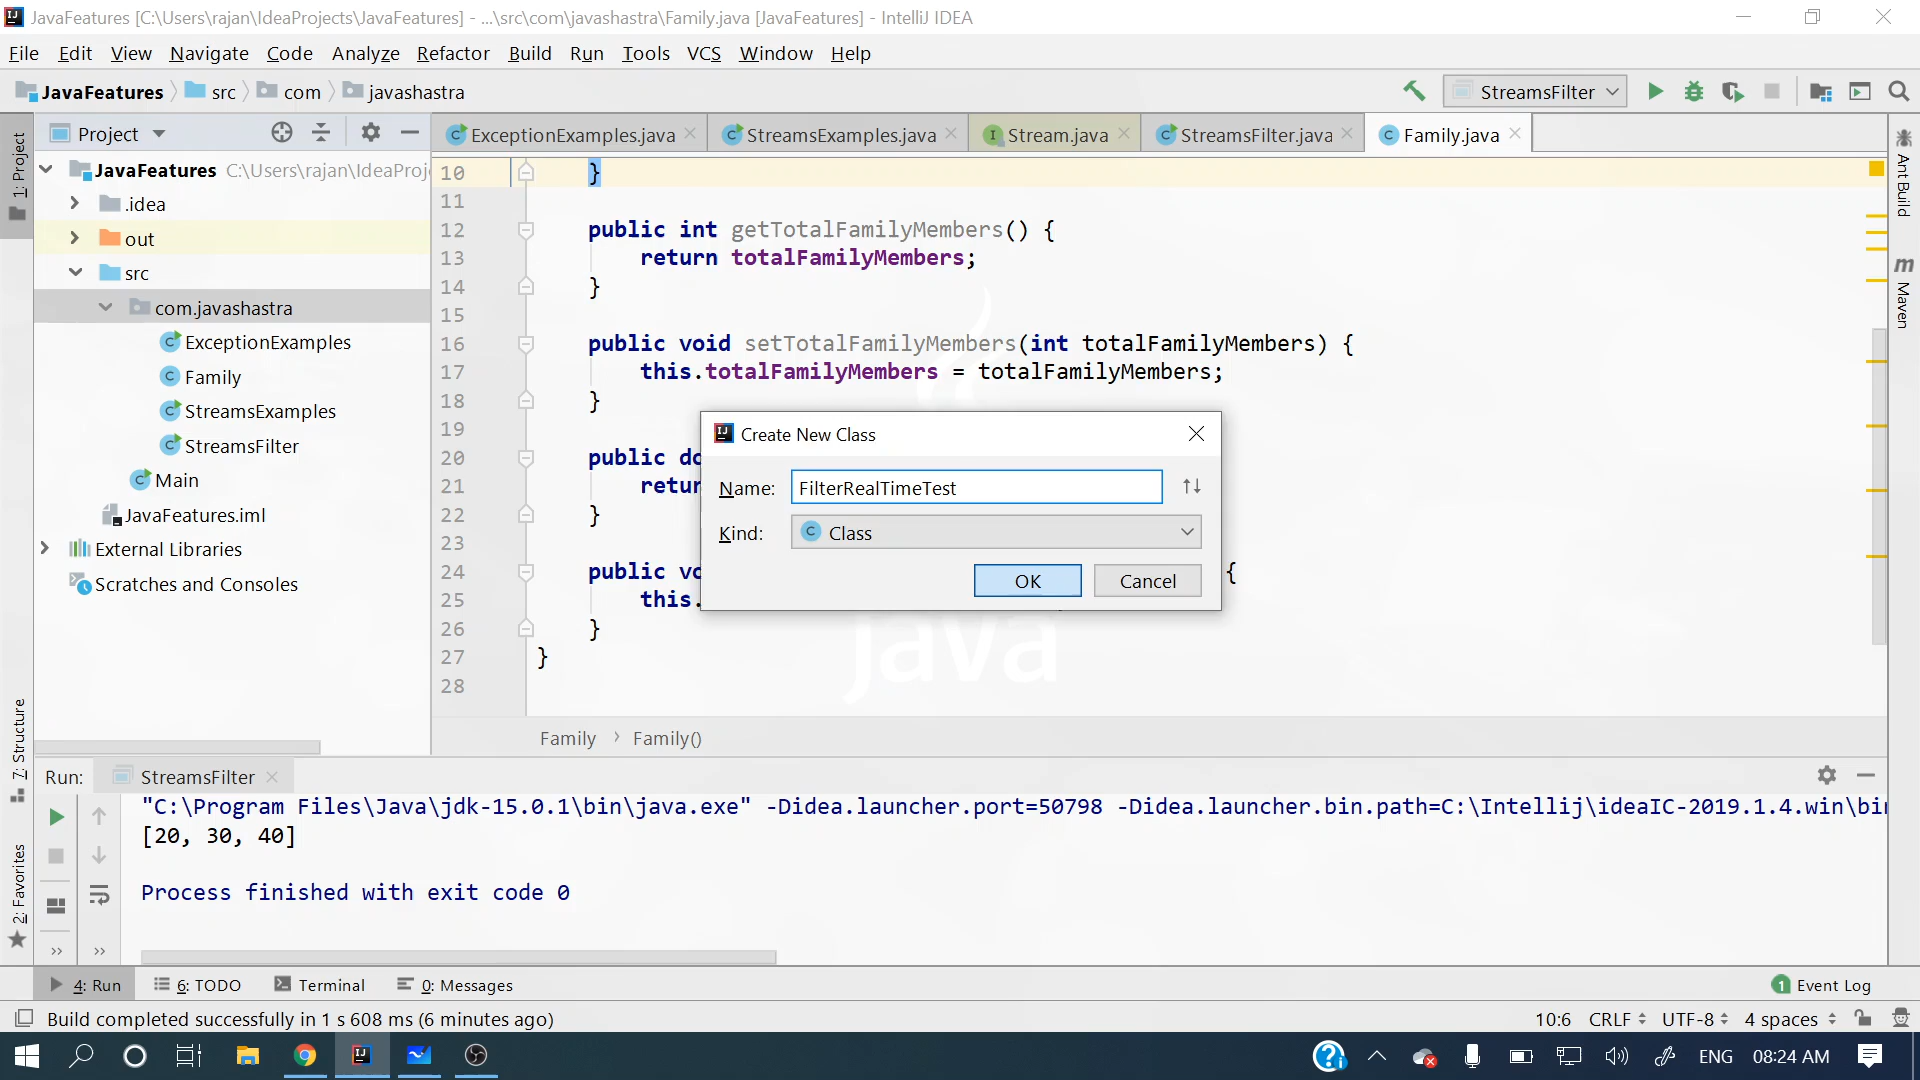 JavaFeatures [C:\Users\rajan\IdeaProjects\JavaFeatures] - ...\src\com\javashastra\Family.java [JavaFeatures] - IntelliJ IDEA
File Edit View Navigate Code Analyze Refactor Build Run Tools VCS Window Help
JavaFeatures src com javashastra
StreamsFilter
1: Project
Project
ExceptionExamples.java StreamsExamples.java Stream.java StreamsFilter.java Family.java
JavaFeatures C:\Users\rajan\IdeaProj
.idea
out
src
com.javashastra
ExceptionExamples
Family
StreamsExamples
StreamsFilter
Main
JavaFeatures.iml
External Libraries
Scratches and Consoles
10 }
11
12 public int getTotalFamilyMembers() {
13 return totalFamilyMembers;
14 }
15
16 public void setTotalFamilyMembers(int totalFamilyMembers) {
17 this.totalFamilyMembers = totalFamilyMembers;
18 }
19
20 public do
21 retur
22 }
23
24 public vo {
25 this.
26 }
27 }
28
java
Create New Class
Name: FilterRealTimeTest
Kind: Class
OK Cancel
Family Family()
Ant Build
Maven
7: Structure
2: Favorites
Run: StreamsFilter
"C:\Program Files\Java\jdk-15.0.1\bin\java.exe" -Didea.launcher.port=50798 -Didea.launcher.bin.path=C:\Intellij\ideaIC-2019.1.4.win\bin
[20, 30, 40]
Process finished with exit code 0
4: Run 6: TODO Terminal 0: Messages
1 Event Log
Build completed successfully in 1 s 608 ms (6 minutes ago)
10:6 CRLF UTF-8 4 spaces
ENG 08:24 AM